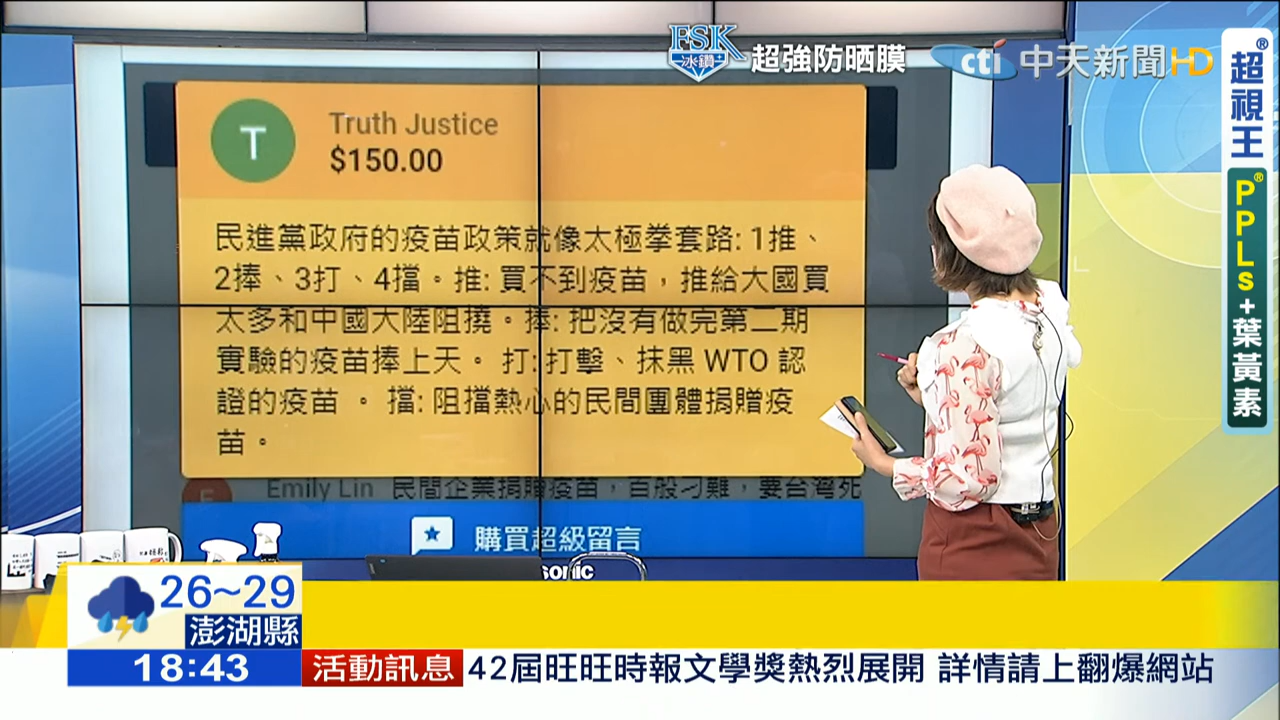 FSK
冰鑽
超強防晒膜
cti 中天新聞HD
超視王®
PPLs®+葉黃素
T
Truth Justice
$150.00
民進黨政府的疫苗政策就像太極拳套路: 1推、
2捧、3打、4擋。推: 買不到疫苗，推給大國買
太多和中國大陸阻撓。捧: 把沒有做完第二期
實驗的疫苗捧上天。 打: 打擊、抹黑 WTO 認
證的疫苗 。 擋: 阻擋熱心的民間團體捐贈疫
苗。
E
Emily Lin 民間企業捐贈疫苗，百般刁難，要台灣死
購買超級留言
sonic
26~29
澎湖縣
18:43
活動訊息
42屆旺旺時報文學獎熱烈展開 詳情請上翻爆網站